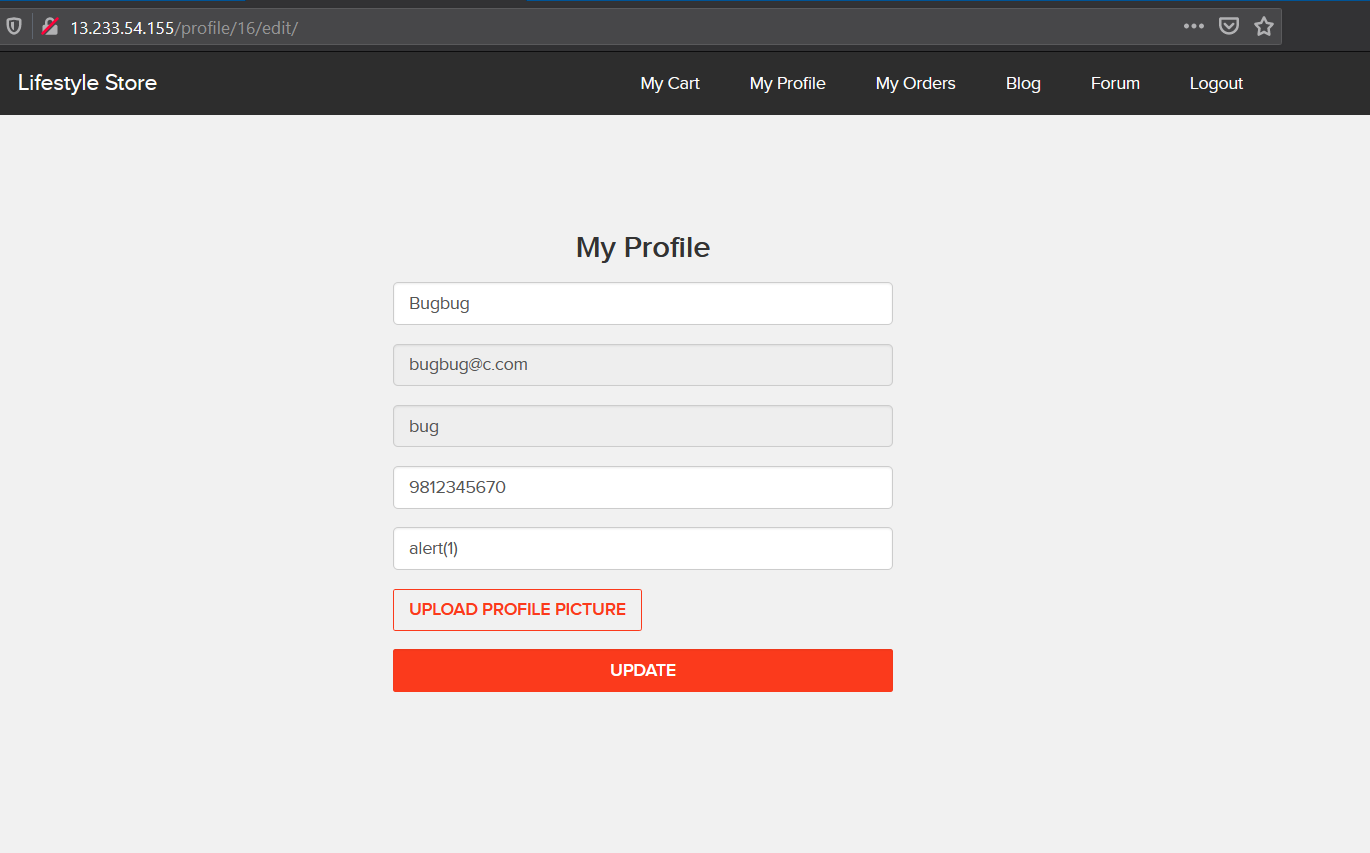 13.233.54.155/profile/16/edit/
Lifestyle Store My Cart My Profile My Orders Blog Forum Logout
My Profile
Bugbug
bugbug@c.com
bug
9812345670
alert(1)
UPLOAD PROFILE PICTURE
UPDATE